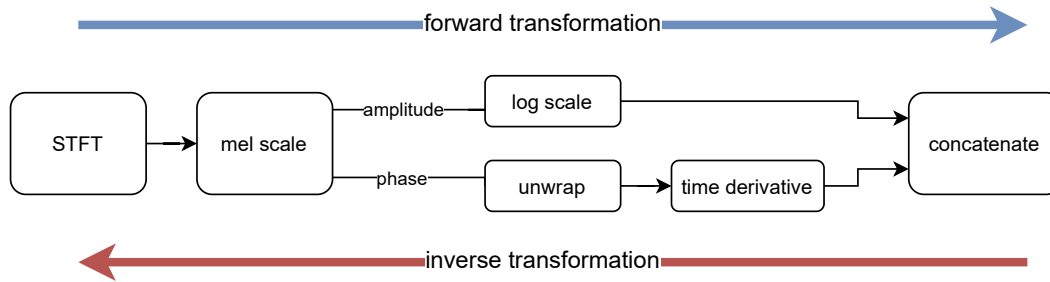 forward transformation
STFT
mel scale
amplitude
log scale
phase
unwrap
time derivative
concatenate
inverse transformation